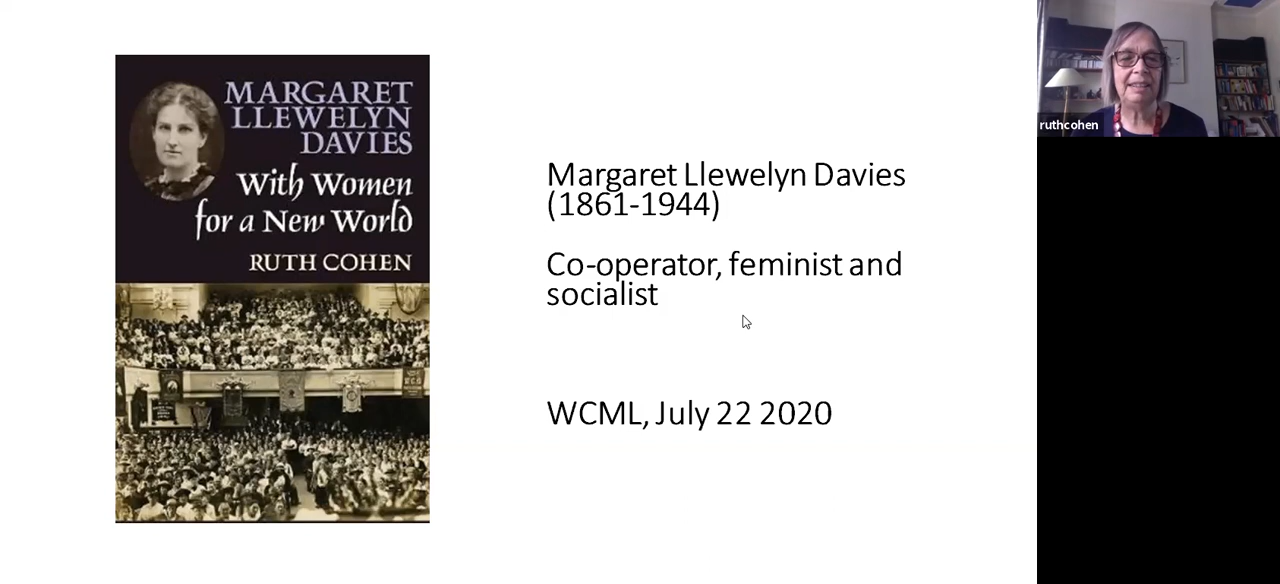 MARGARET
LLEWELYN
DAVIES
With Women
for a New World
RUTH COHEN
Margaret Llewelyn Davies
(1861-1944)
Co-operator, feminist and
socialist
WCML, July 22 2020
ruthcohen